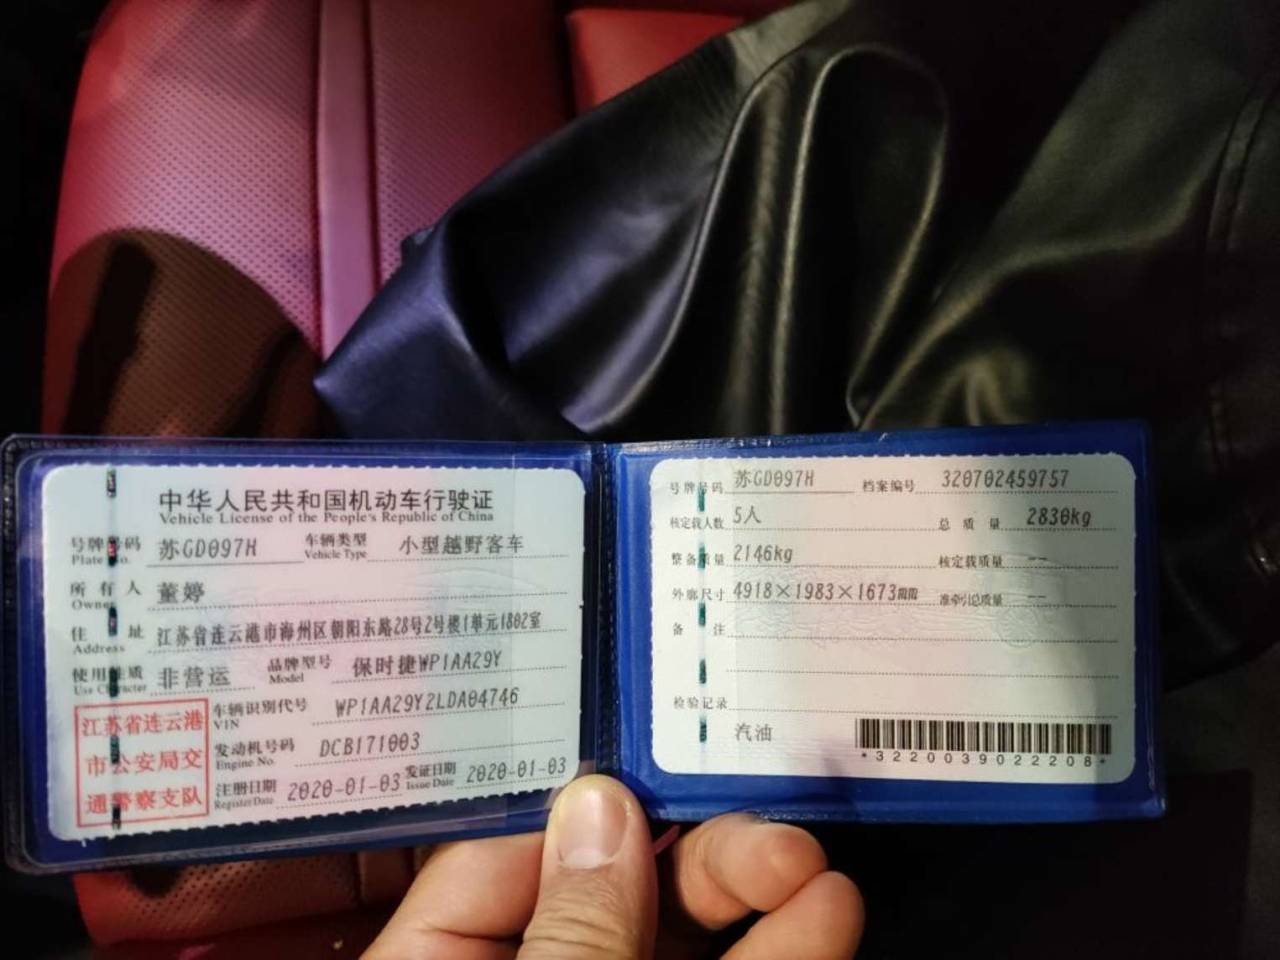 中华人民共和国机动车行驶证
Vehicle License of the People's Republic of China
号牌号码 苏GD097H 车辆类型 小型越野客车
Plate No. Vehicle Type
所有人 董婷
Owner
住址 江苏省连云港市海州区朝阳东路28号2号楼1单元1802室
Address
使用性质 非营运 品牌型号 保时捷WP1AA29Y
Use Character Model
江苏省连云港
市公安局交
通警察支队
车辆识别代号 WP1AA29Y2LDA04746
VIN
发动机号码 DCB171003
Engine No.
注册日期 2020-01-03 发证日期 2020-01-03
Register Date Issue Date
号牌号码 苏GD097H 档案编号 320702459757
核定载人数 5人 总质量 2830kg
整备质量 2146kg 核定载质量 --
外廓尺寸 4918×1983×1673mm 准牵引总质量 --
备注
检验记录
汽油
*3220039022208*